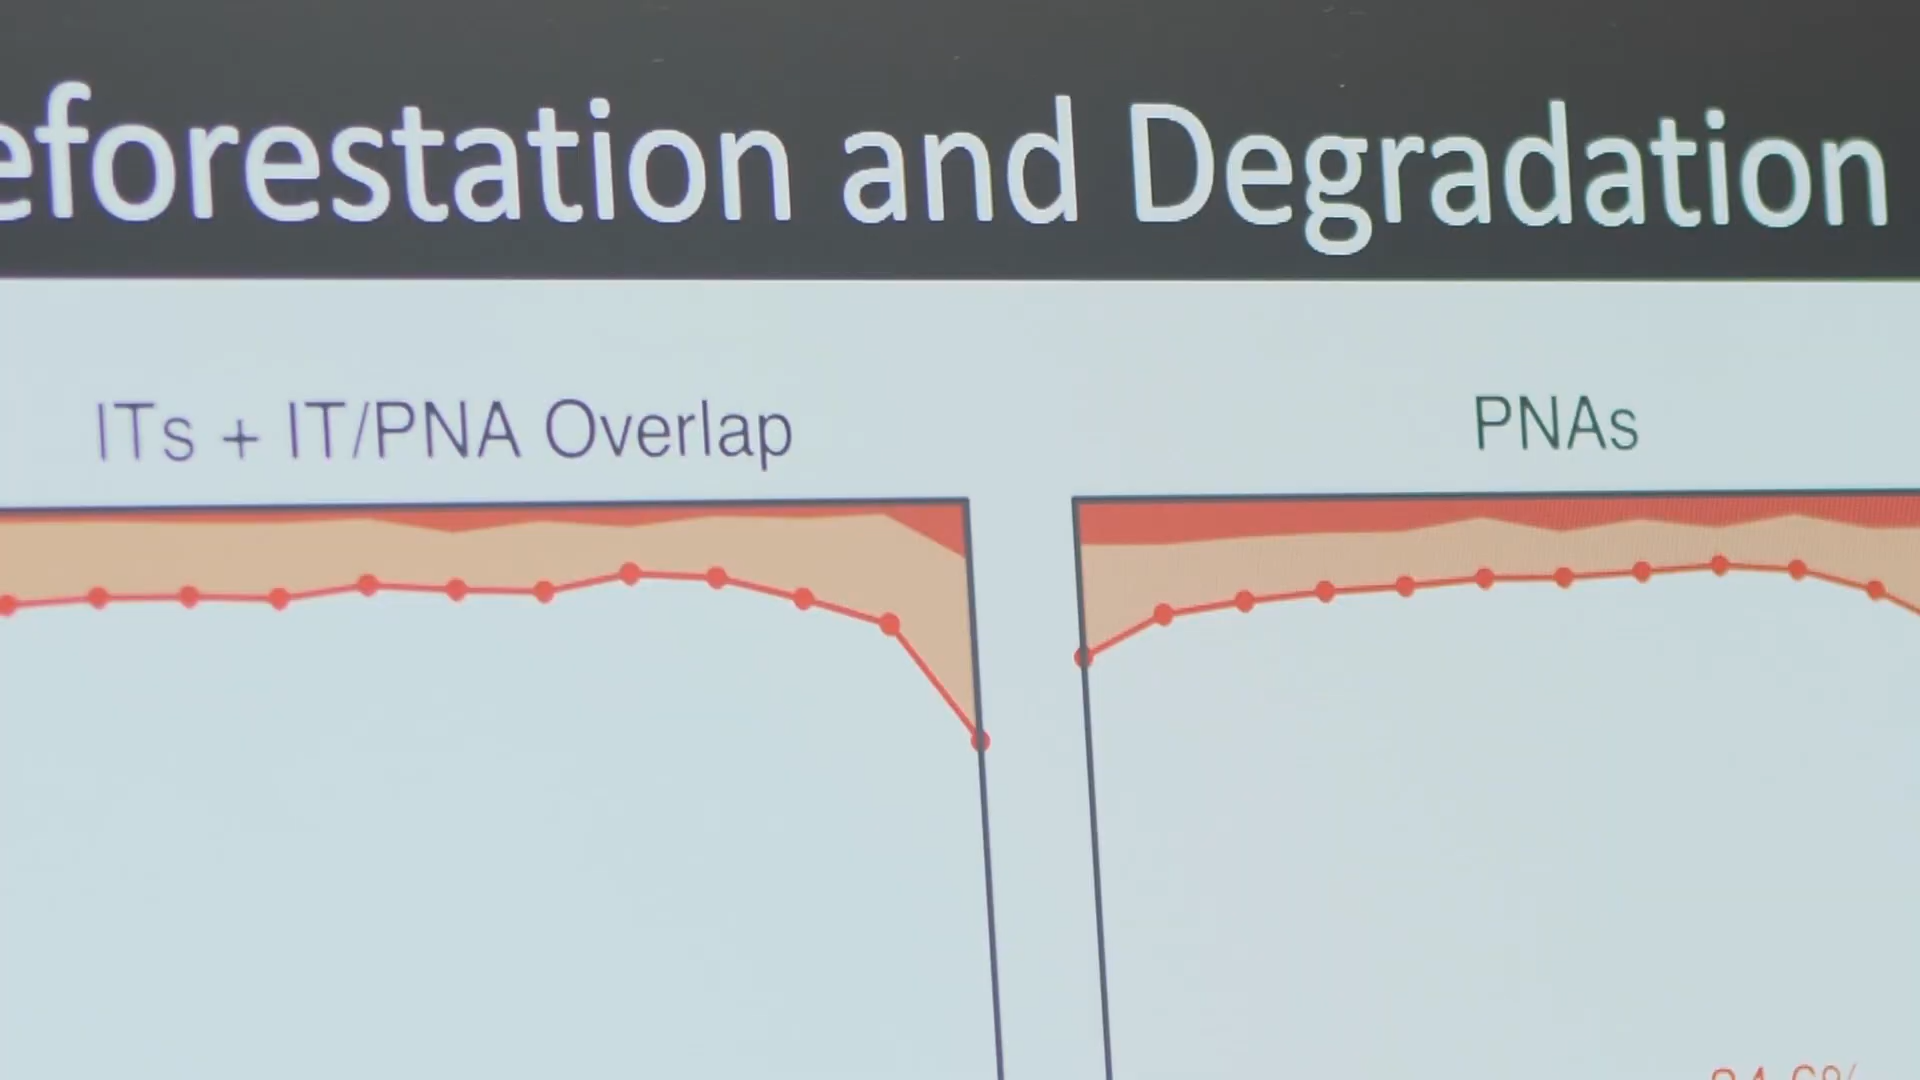 eforestation and Degradation
ITs + IT/PNA Overlap
PNAs